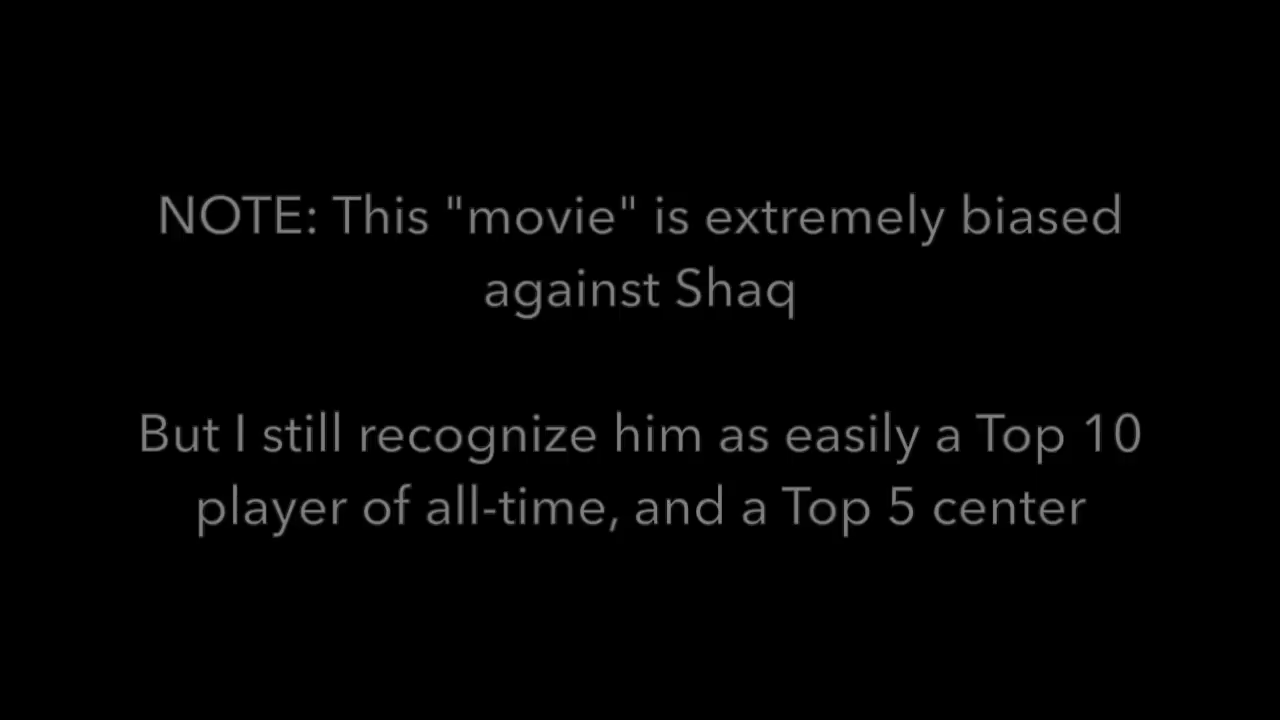 NOTE: This "movie" is extremely biased
against Shaq
But I still recognize him as easily a Top 10
player of all-time, and a Top 5 center